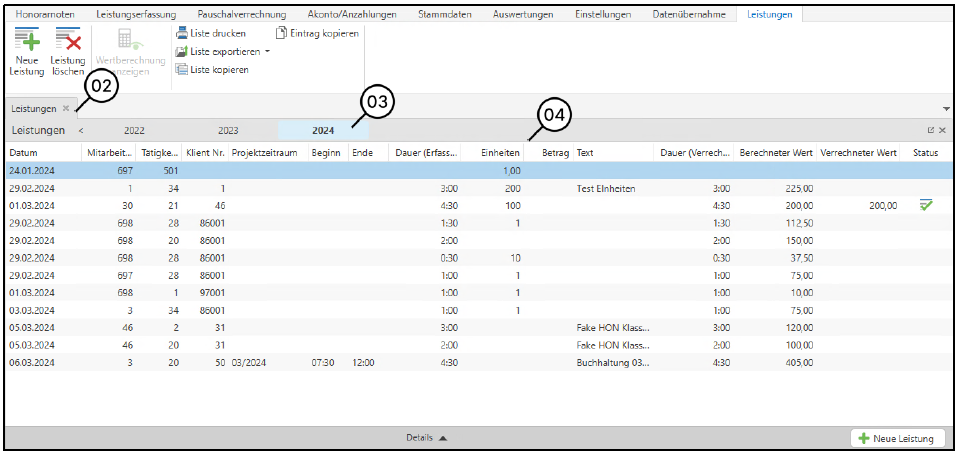 Honoramoten Leistungserfassung Pauschalverrechnung Akonto/Anzahlungen Stammdaten Auswertungen Einstellungen Datenübernahme Leistungen
Neue Leistung
Leistung löschen
Wertberechnung anzeigen
Liste drucken
Liste exportieren
Liste kopieren
Eintrag kopieren
02
03
04
Leistungen
Leistungen < 2022 2023 2024
Datum Mitarbeit... Tätigke... Klient Nr. Projektzeitraum Beginn Ende Dauer (Erfass... Einheiten Betrag Text Dauer (Verrech... Berechneter Wert Verrechneter Wert Status
24.01.2024 697 501 1,00
29.02.2024 1 34 1 3:00 200 Test EInheiten 3:00 225,00
01.03.2024 30 21 46 4:30 100 4:30 200,00 200,00
29.02.2024 698 28 86001 1:30 1 1:30 112,50
29.02.2024 698 20 86001 2:00 2:00 150,00
29.02.2024 698 28 86001 0:30 10 0:30 37,50
29.02.2024 697 28 86001 1:00 1 1:00 75,00
01.03.2024 698 1 97001 1:00 1 1:00 10,00
03.03.2024 3 34 86001 1:00 1 1:00 75,00
05.03.2024 46 2 31 3:00 Fake HON Klass... 3:00 120,00
05.03.2024 46 20 31 2:00 Fake HON Klass... 2:00 100,00
06.03.2024 3 20 50 03/2024 07:30 12:00 4:30 Buchhaltung 03... 4:30 405,00
Details
Neue Leistung